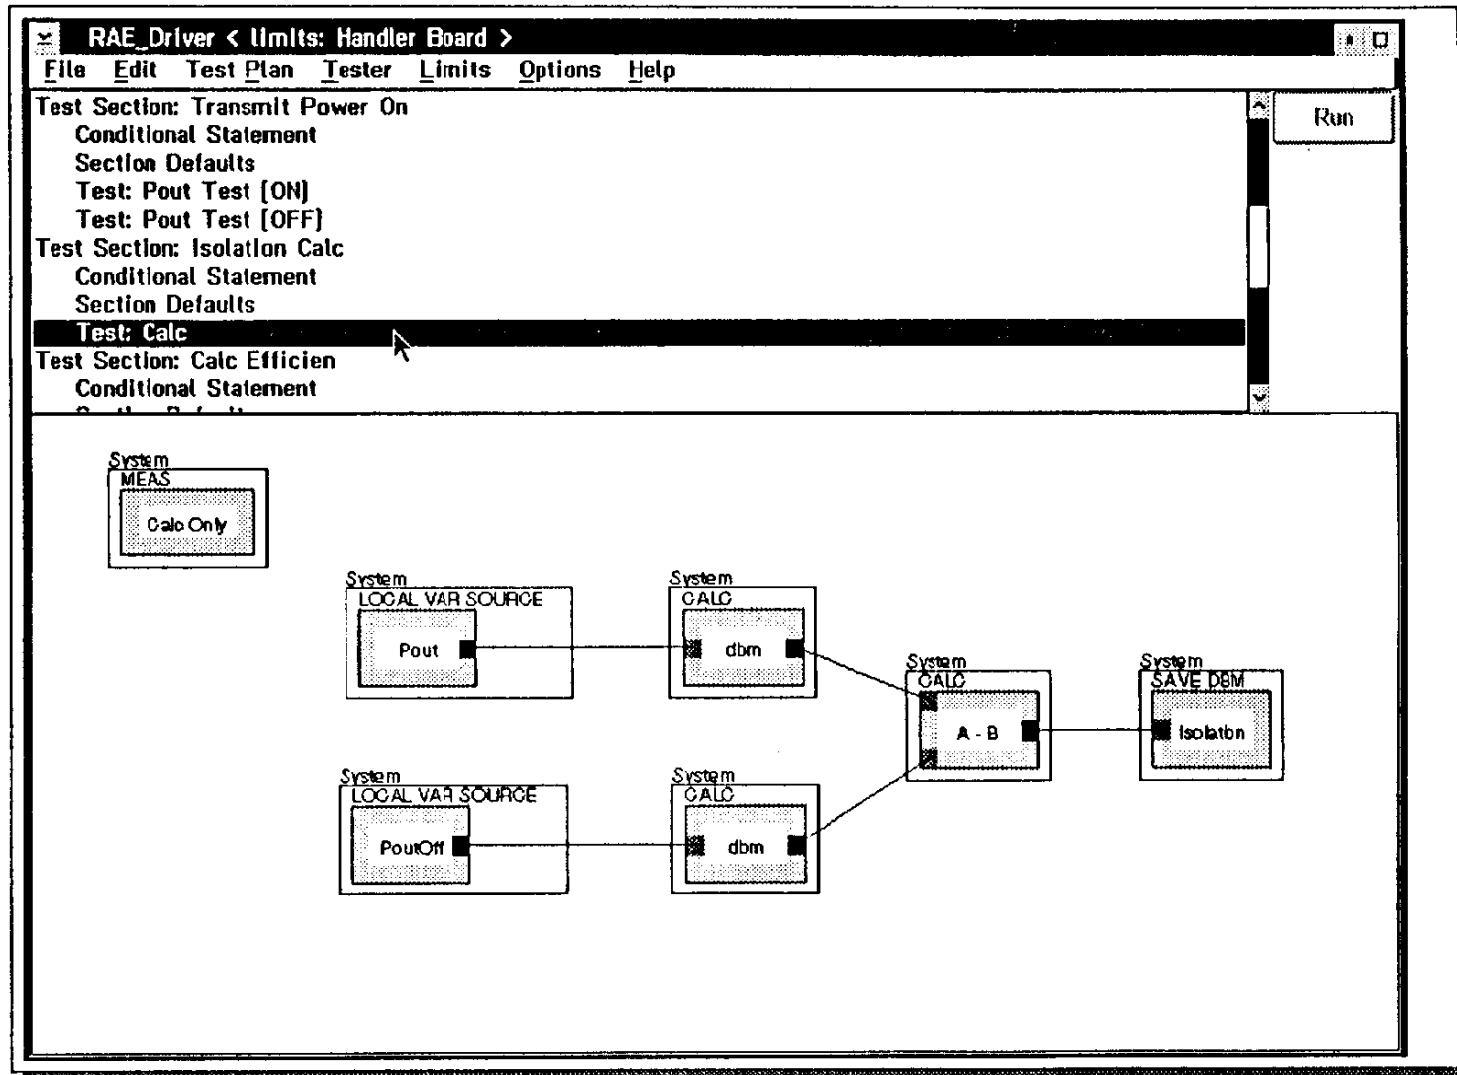 RAE_Driver < limits: Handler Board >
File Edit Test Plan Tester Limits Options Help
Test Section: Transmit Power On
Run
Conditional Statement
Section Defaults
Test: Pout Test [ON]
Test: Pout Test [OFF]
Test Section: Isolation Calc
Conditional Statement
Section Defaults
Test: Calc
Test Section: Calc Efficien
Conditional Statement
System
MEAS
Calc Only
System
LOCAL VAR SOURCE
Pout
System
CALC
dbm
System
CALC
A - B
System
SAVE DBM
Isolation
System
LOCAL VAR SOURCE
PoutOff
System
CALC
dbm